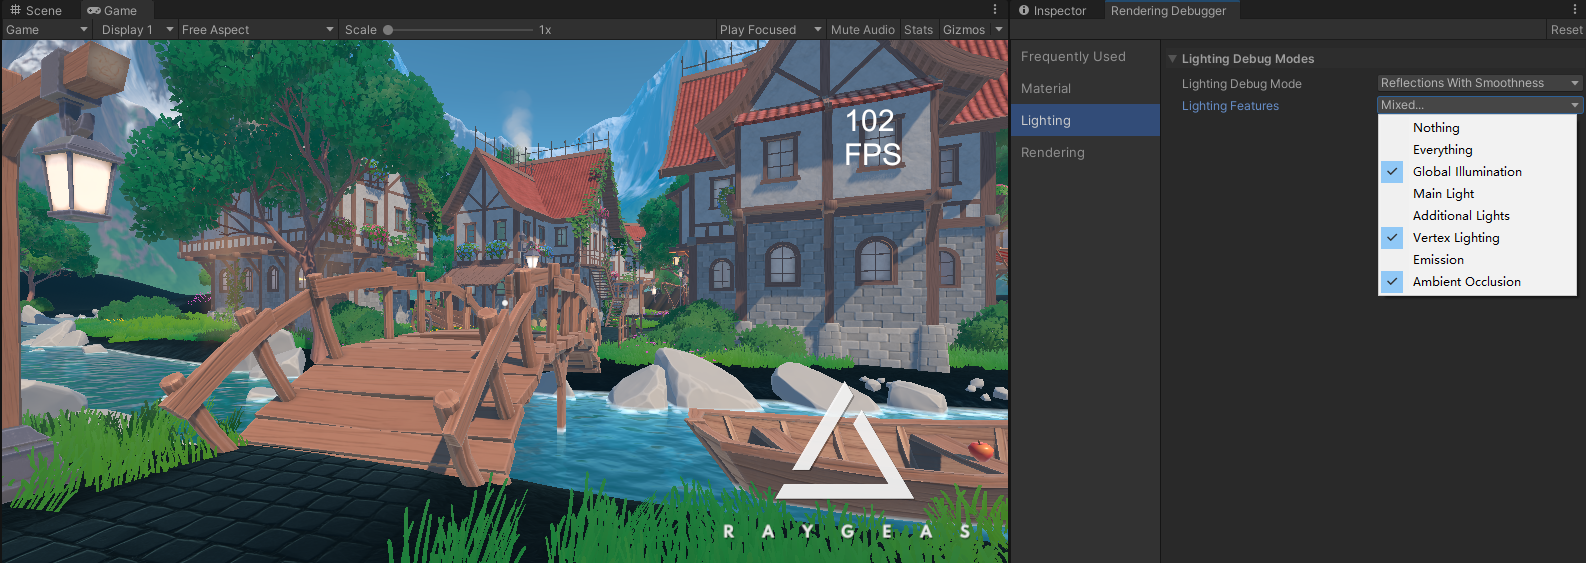 Scene
Game
Game
Display 1
Free Aspect
Scale
1x
Play Focused
Mute Audio
Stats
Gizmos
102
FPS
RAYGEAS
Inspector
Rendering Debugger
Reset
Frequently Used
Material
Lighting
Rendering
Lighting Debug Modes
Lighting Debug Mode
Reflections With Smoothness
Lighting Features
Mixed...
Nothing
Everything
Global Illumination
Main Light
Additional Lights
Vertex Lighting
Emission
Ambient Occlusion